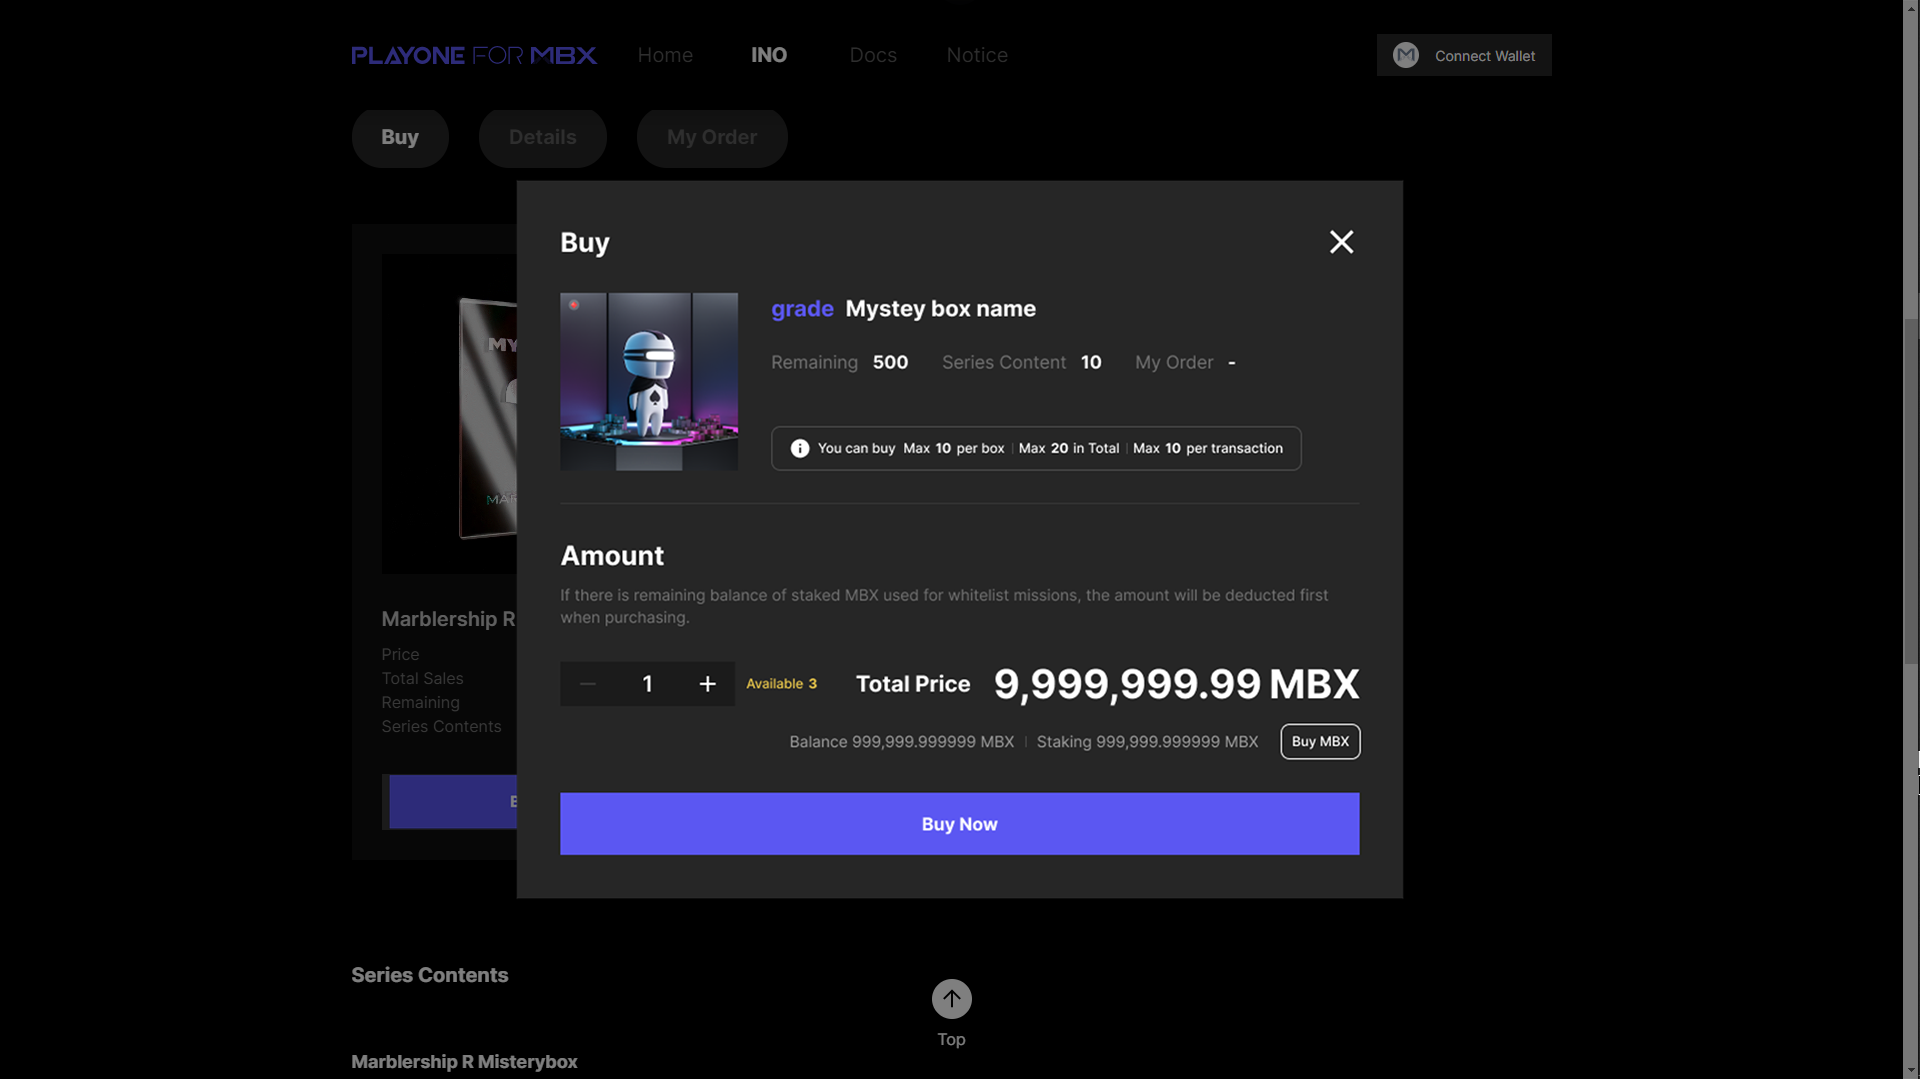 PLAYONE FOR MBX Home INO Docs Notice Connect Wallet
Buy Details My Order
Buy
grade Mystey box name
Remaining 500 Series Content 10 My Order -
You can buy Max 10 per box | Max 20 in Total | Max 10 per transaction
Amount
If there is remaining balance of staked MBX used for whitelist missions, the amount will be deducted first
when purchasing.
1 Available 3 Total Price 9,999,999.99 MBX
Balance 999,999.999999 MBX | Staking 999,999.999999 MBX Buy MBX
Buy Now
MY
MAR
Marblership R
Price
Total Sales
Remaining
Series Contents
Series Contents
Top
Marblership R Misterybox